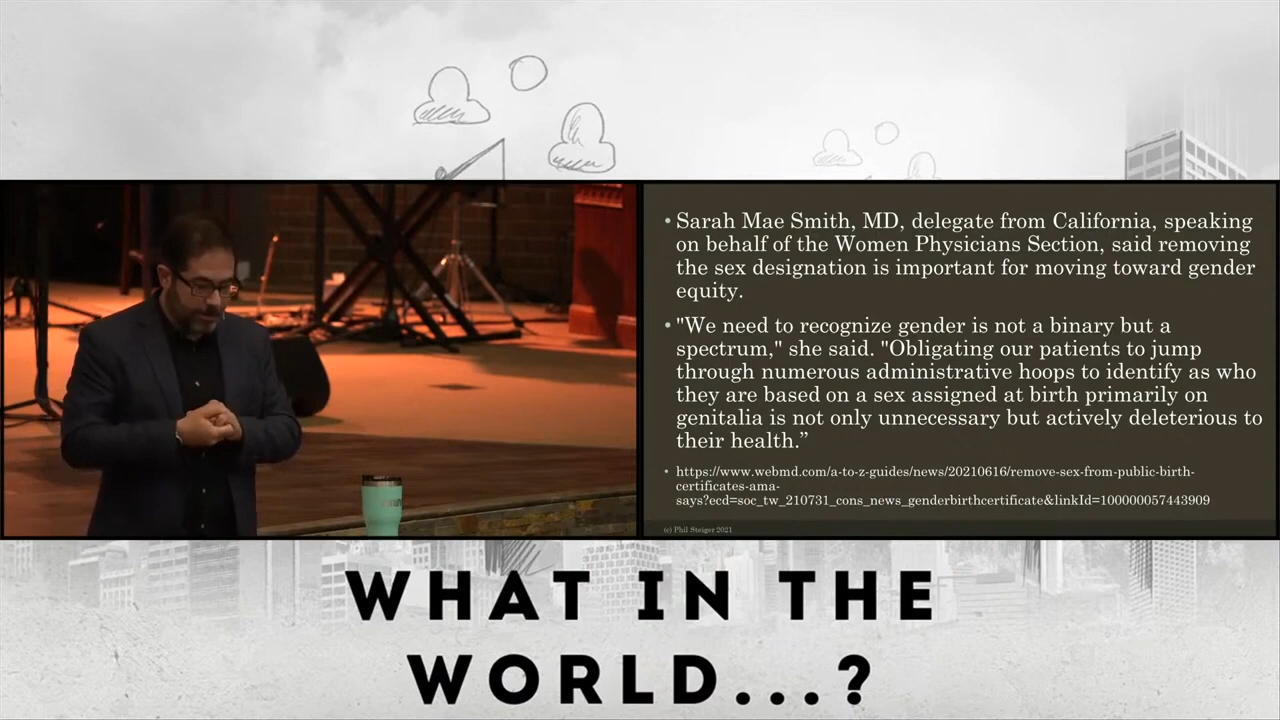 • Sarah Mae Smith, MD, delegate from California, speaking
on behalf of the Women Physicians Section, said removing
the sex designation is important for moving toward gender
equity.
• "We need to recognize gender is not a binary but a
spectrum," she said. "Obligating our patients to jump
through numerous administrative hoops to identify as who
they are based on a sex assigned at birth primarily on
genitalia is not only unnecessary but actively deleterious to
their health.”
• https://www.webmd.com/a-to-z-guides/news/20210616/remove-sex-from-public-birth-
certificates-ama-
says?ecd=soc_tw_210731_cons_news_genderbirthcertificate&linkId=100000057443909
(c) Phil Steiger 2021
WHAT IN THE
WORLD...?